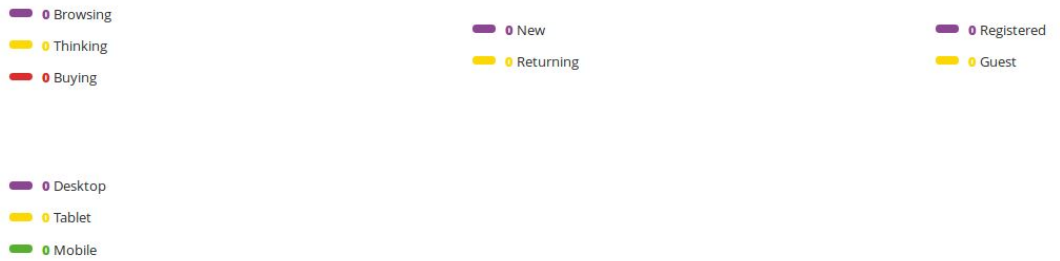 0 Browsing
0 Thinking
0 Buying
0 New
0 Returning
0 Registered
0 Guest
0 Desktop
0 Tablet
0 Mobile